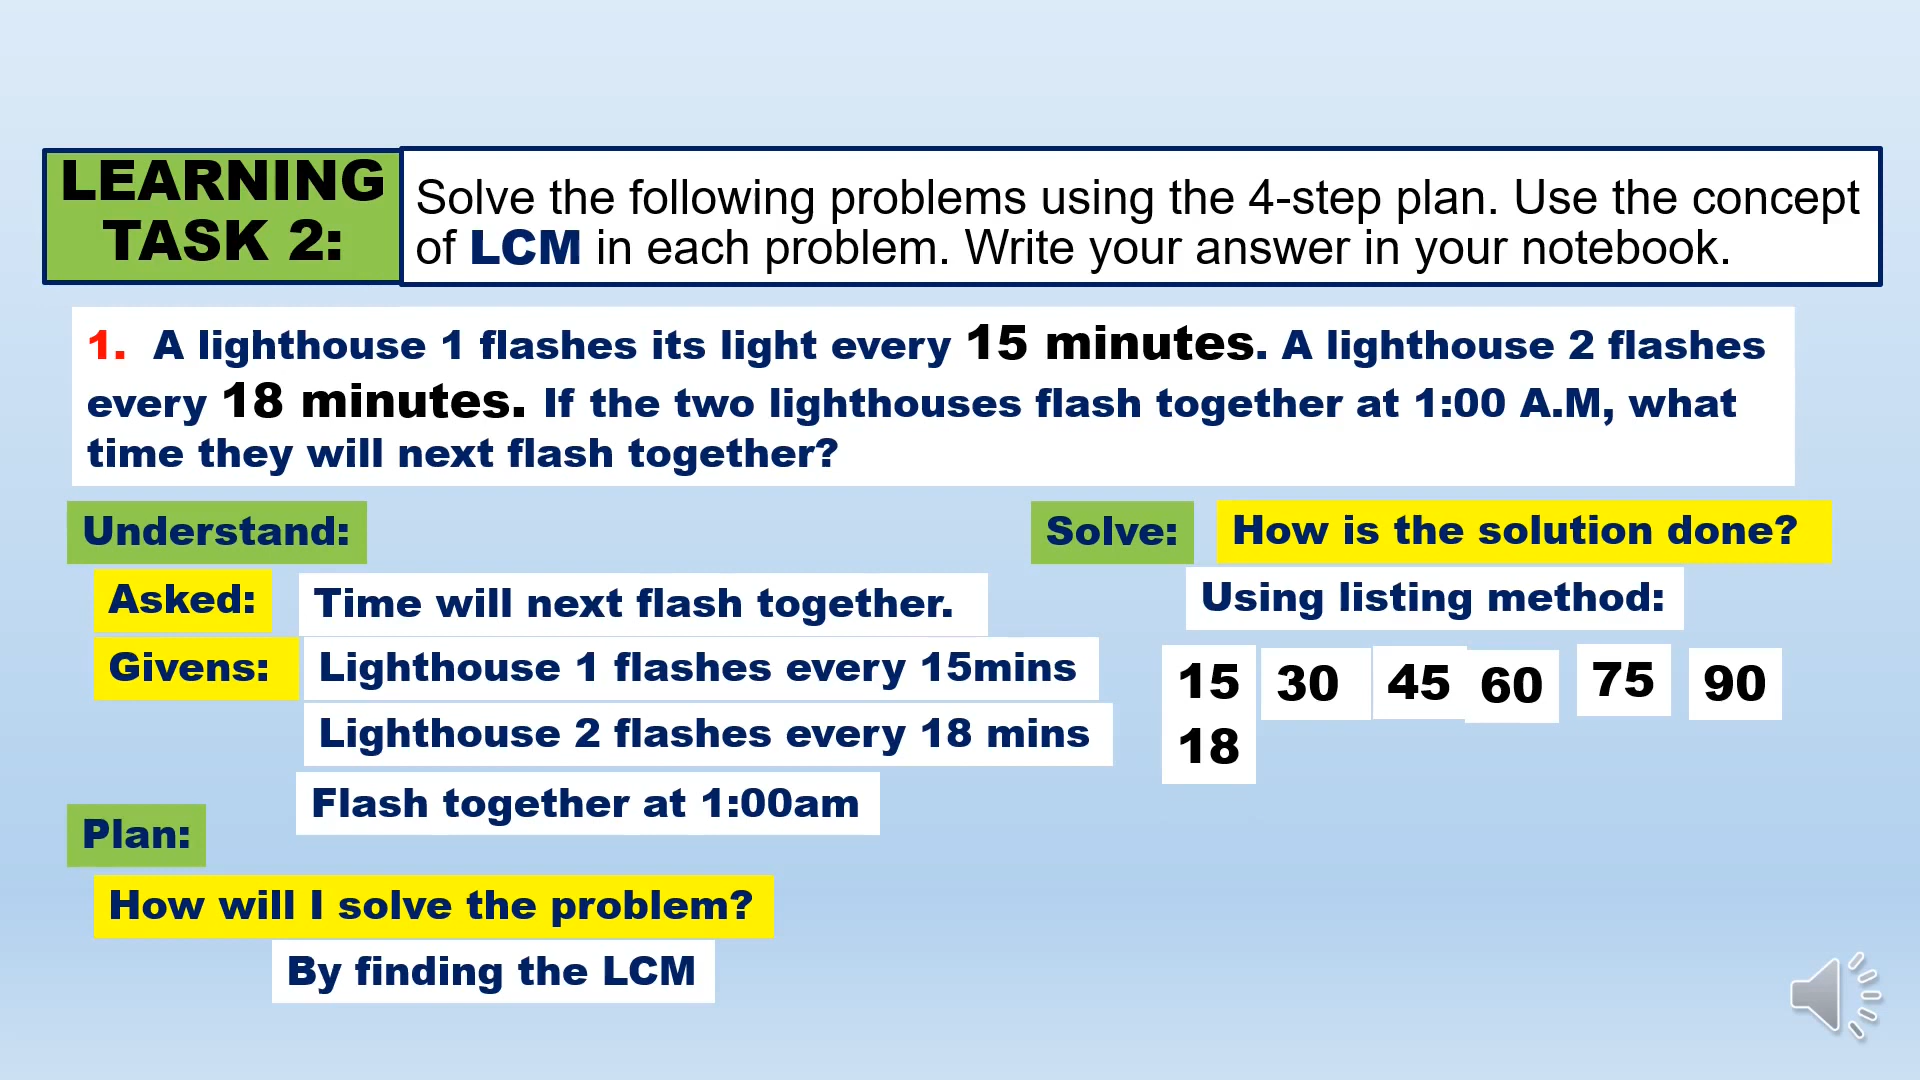 LEARNING
TASK 2:
Solve the following problems using the 4-step plan. Use the concept
of LCM in each problem. Write your answer in your notebook.
1. A lighthouse 1 flashes its light every 15 minutes. A lighthouse 2 flashes
every 18 minutes. If the two lighthouses flash together at 1:00 A.M, what
time they will next flash together?
Understand:
Asked: Time will next flash together.
Givens: Lighthouse 1 flashes every 15mins
Lighthouse 2 flashes every 18 mins
Flash together at 1:00am
Plan:
How will I solve the problem?
By finding the LCM
Solve: How is the solution done?
Using listing method:
15 30 45 60 75 90
18